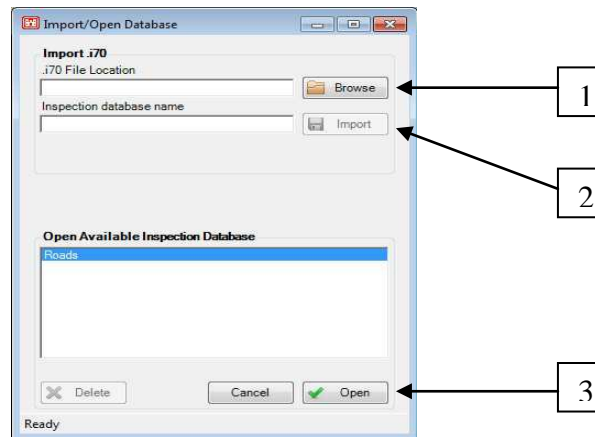 Import/Open Database
Import .i70
.i70 File Location
Browse
1
Inspection database name
Import
2
Open Available Inspection Database
Roads
Delete
Cancel
Open
3
Ready